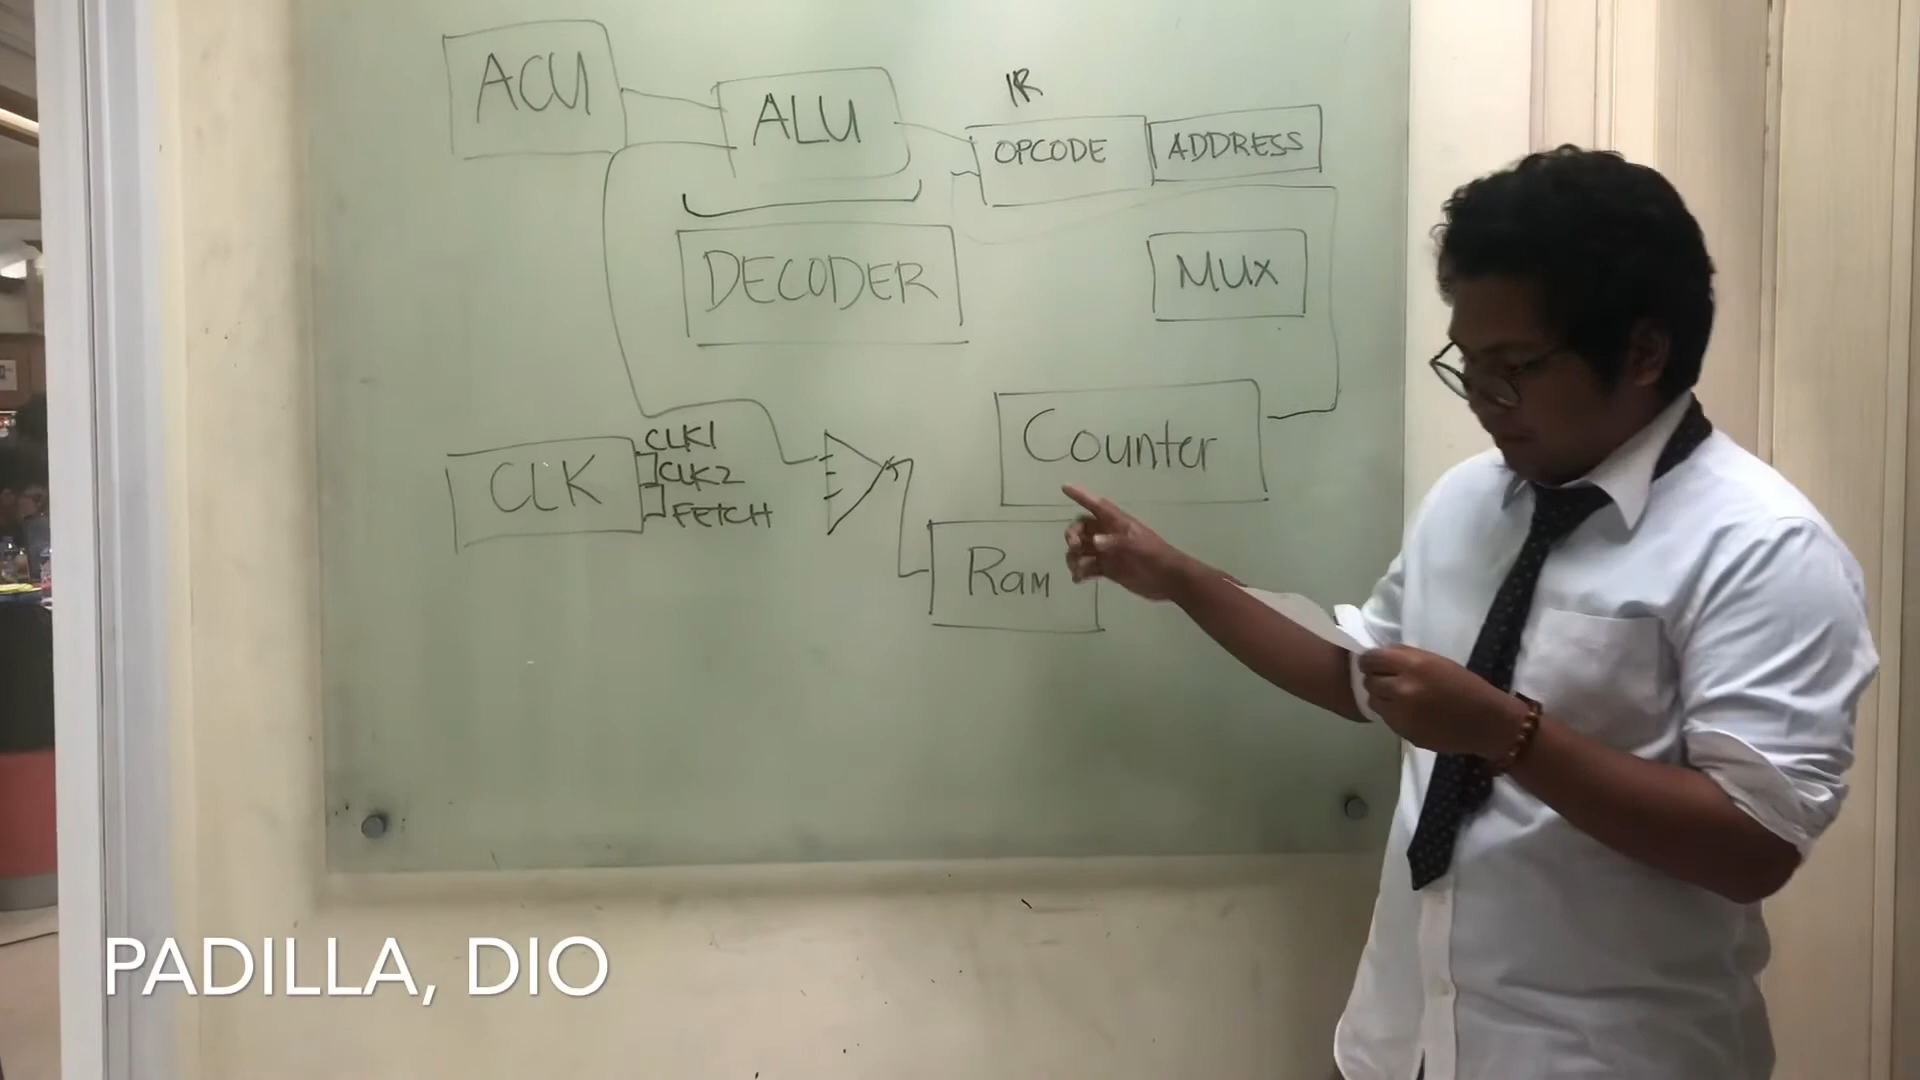 ACU
ALU
IR
OPCODE
ADDRESS
DECODER
MUX
Counter
CLK
CLK1
CLK2
FETCH
Ram
PADILLA, DIO